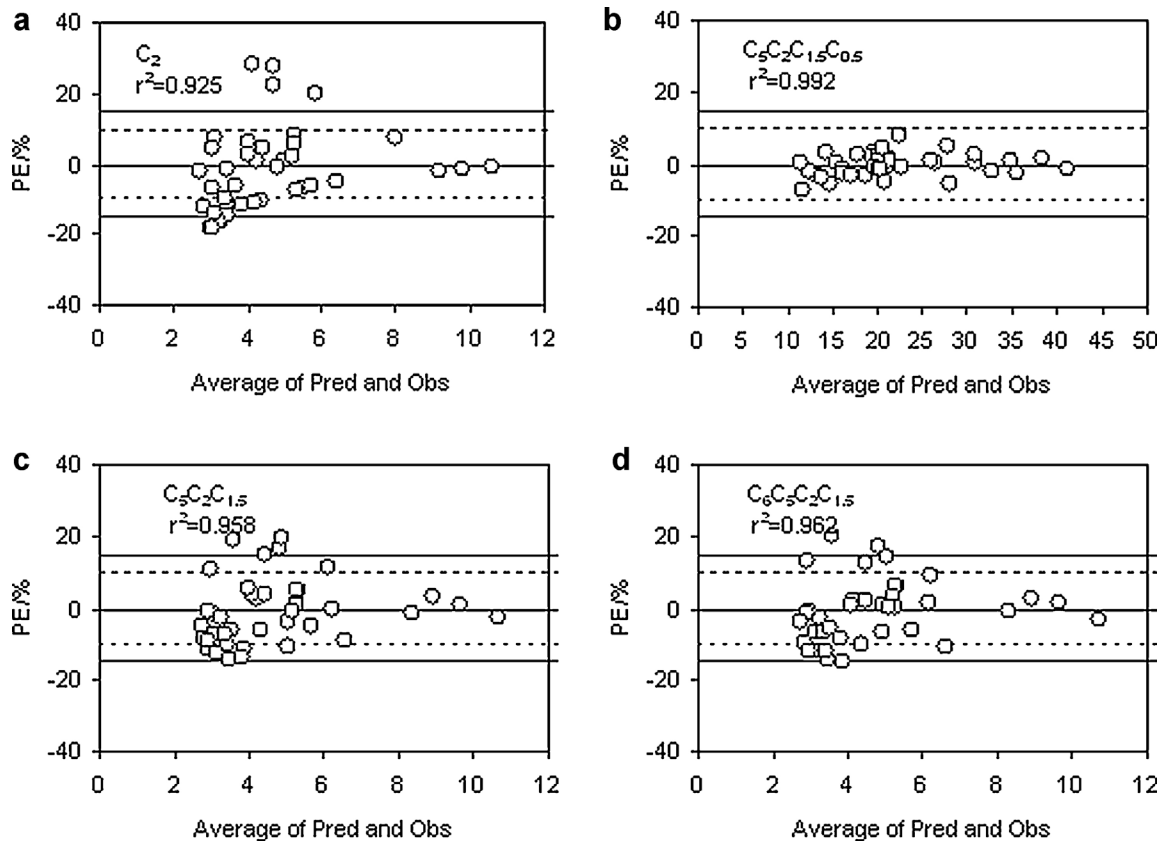 a
C₂
r²=0.925
PE/%
40
20
0
-20
-40
0 2 4 6 8 10 12
Average of Pred and Obs
b
C₅C₂C₁.₅C₀.₅
r²=0.992
PE/%
40
20
0
-20
-40
0 5 10 15 20 25 30 35 40 45 50
Average of Pred and Obs
c
C₅C₂C₁.₅
r²=0.958
PE/%
40
20
0
-20
-40
0 2 4 6 8 10 12
Average of Pred and Obs
d
C₆C₅C₂C₁.₅
r²=0.962
PE/%
40
20
0
-20
-40
0 2 4 6 8 10 12
Average of Pred and Obs